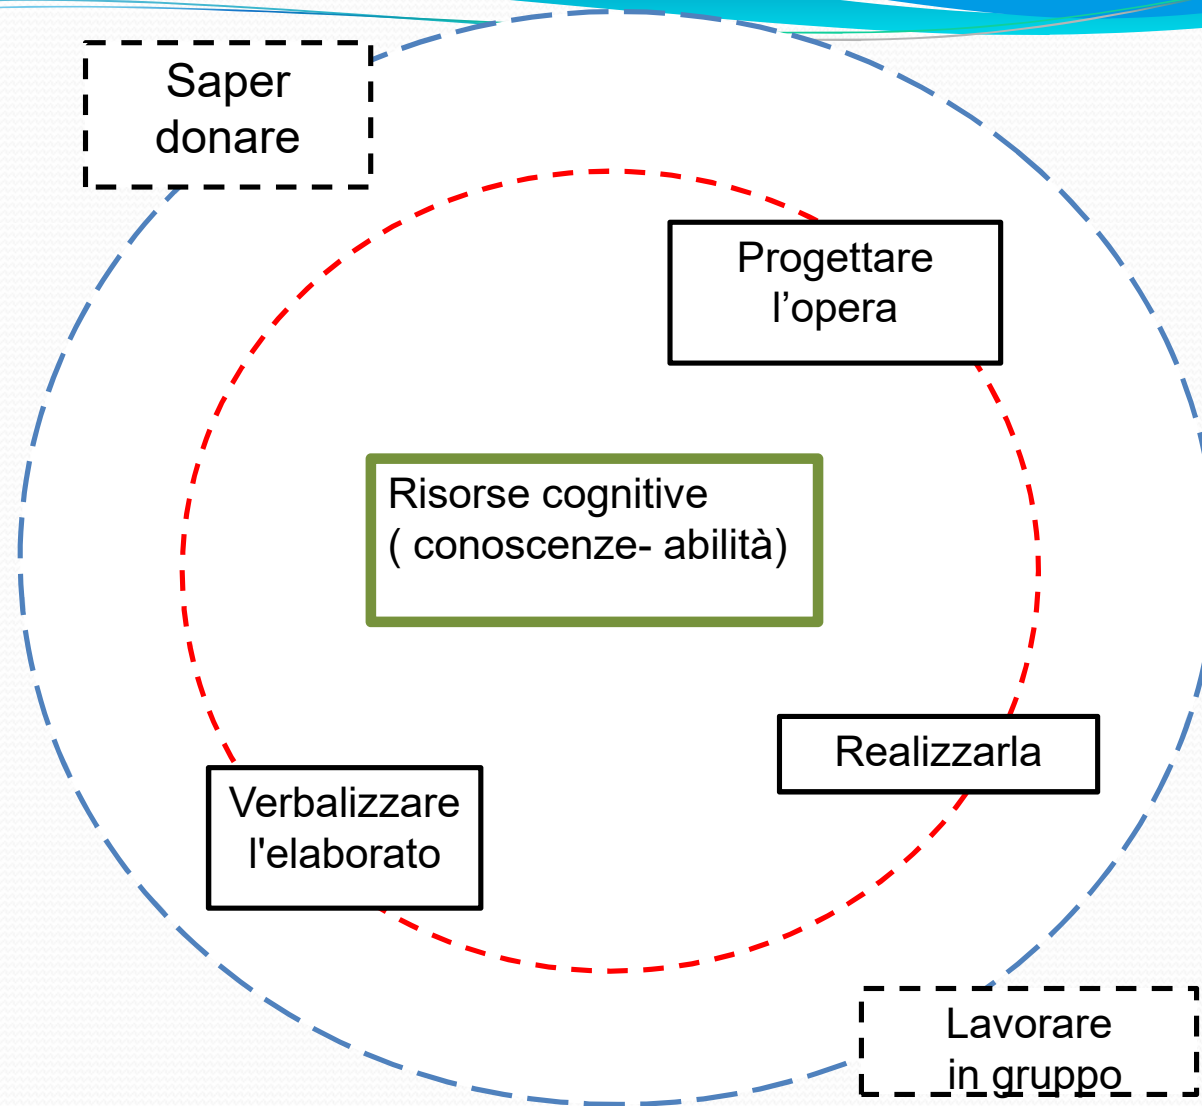 Saper
donare
Progettare
l’opera
Risorse cognitive
( conoscenze- abilità)
Realizzarla
Verbalizzare
l'elaborato
Lavorare
in gruppo